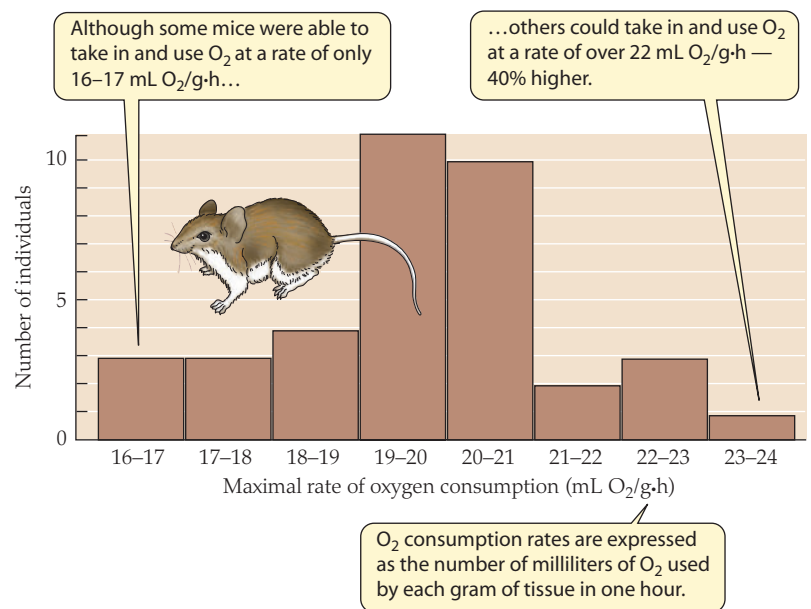 Although some mice were able to
take in and use O₂ at a rate of only
16–17 mL O₂/g·h…
…others could take in and use O₂
at a rate of over 22 mL O₂/g·h —
40% higher.
Number of individuals
10
5
0
16–17 17–18 18–19 19–20 20–21 21–22 22–23 23–24
Maximal rate of oxygen consumption (mL O₂/g·h)
O₂ consumption rates are expressed
as the number of milliliters of O₂ used
by each gram of tissue in one hour.